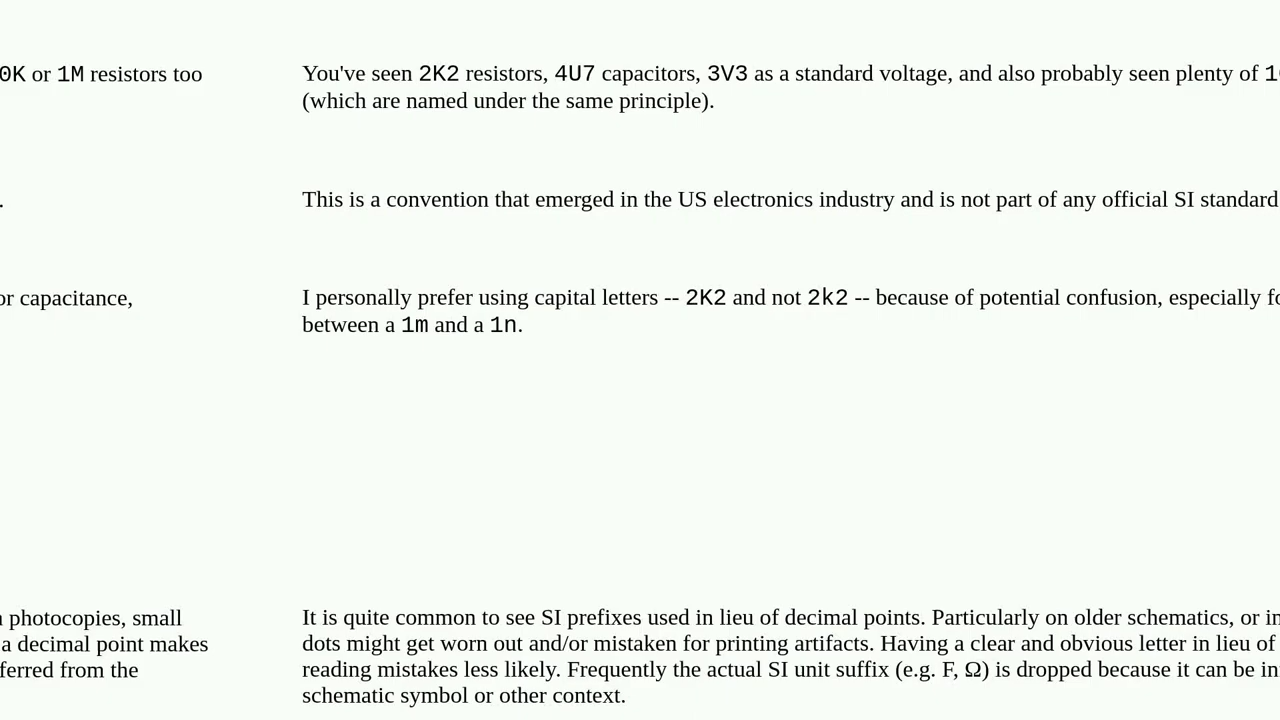 0K or 1M resistors too
.
or capacitance,
photocopies, small
a decimal point makes
ferred from the
You've seen 2K2 resistors, 4U7 capacitors, 3V3 as a standard voltage, and also probably seen plenty of 1
(which are named under the same principle).
This is a convention that emerged in the US electronics industry and is not part of any official SI standard
I personally prefer using capital letters -- 2K2 and not 2k2 -- because of potential confusion, especially fo
between a 1m and a 1n.
It is quite common to see SI prefixes used in lieu of decimal points. Particularly on older schematics, or in
dots might get worn out and/or mistaken for printing artifacts. Having a clear and obvious letter in lieu of
reading mistakes less likely. Frequently the actual SI unit suffix (e.g. F, Ω) is dropped because it can be in
schematic symbol or other context.